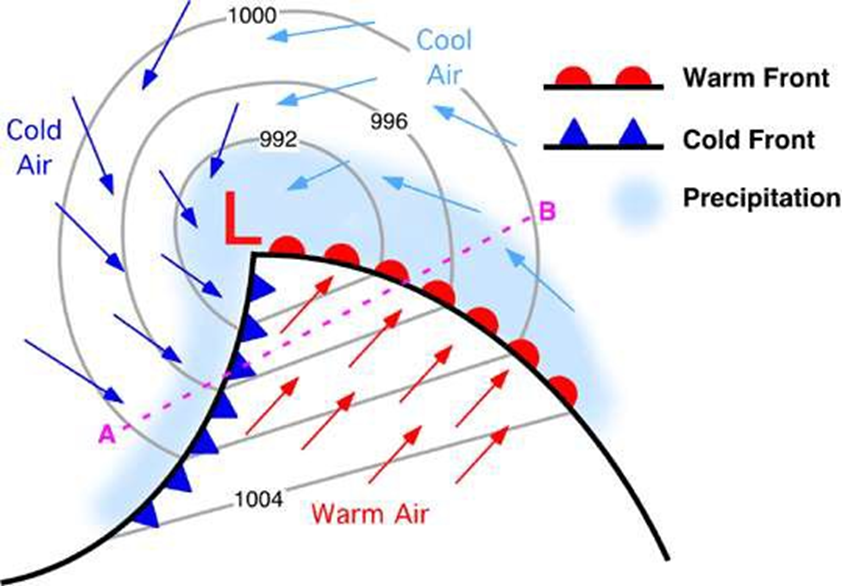 1000
Cool
Air
Warm Front
996
Cold
Air
992
Cold Front
Precipitation
L
B
A
1004
Warm Air